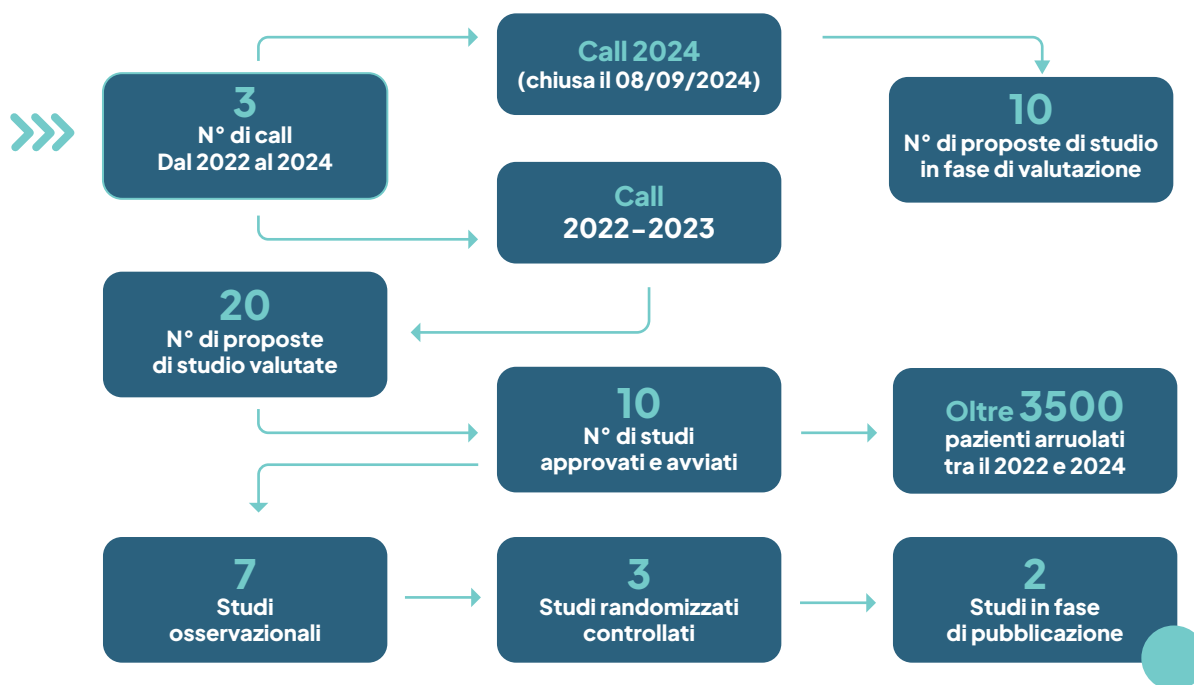 3
N° di call
Dal 2022 al 2024
Call 2024
(chiusa il 08/09/2024)
10
N° di proposte di studio
in fase di valutazione
Call
2022-2023
20
N° di proposte
di studio valutate
10
N° di studi
approvati e avviati
Oltre 3500
pazienti arruolati
tra il 2022 e 2024
7
Studi
osservazionali
3
Studi randomizzati
controllati
2
Studi in fase
di pubblicazione